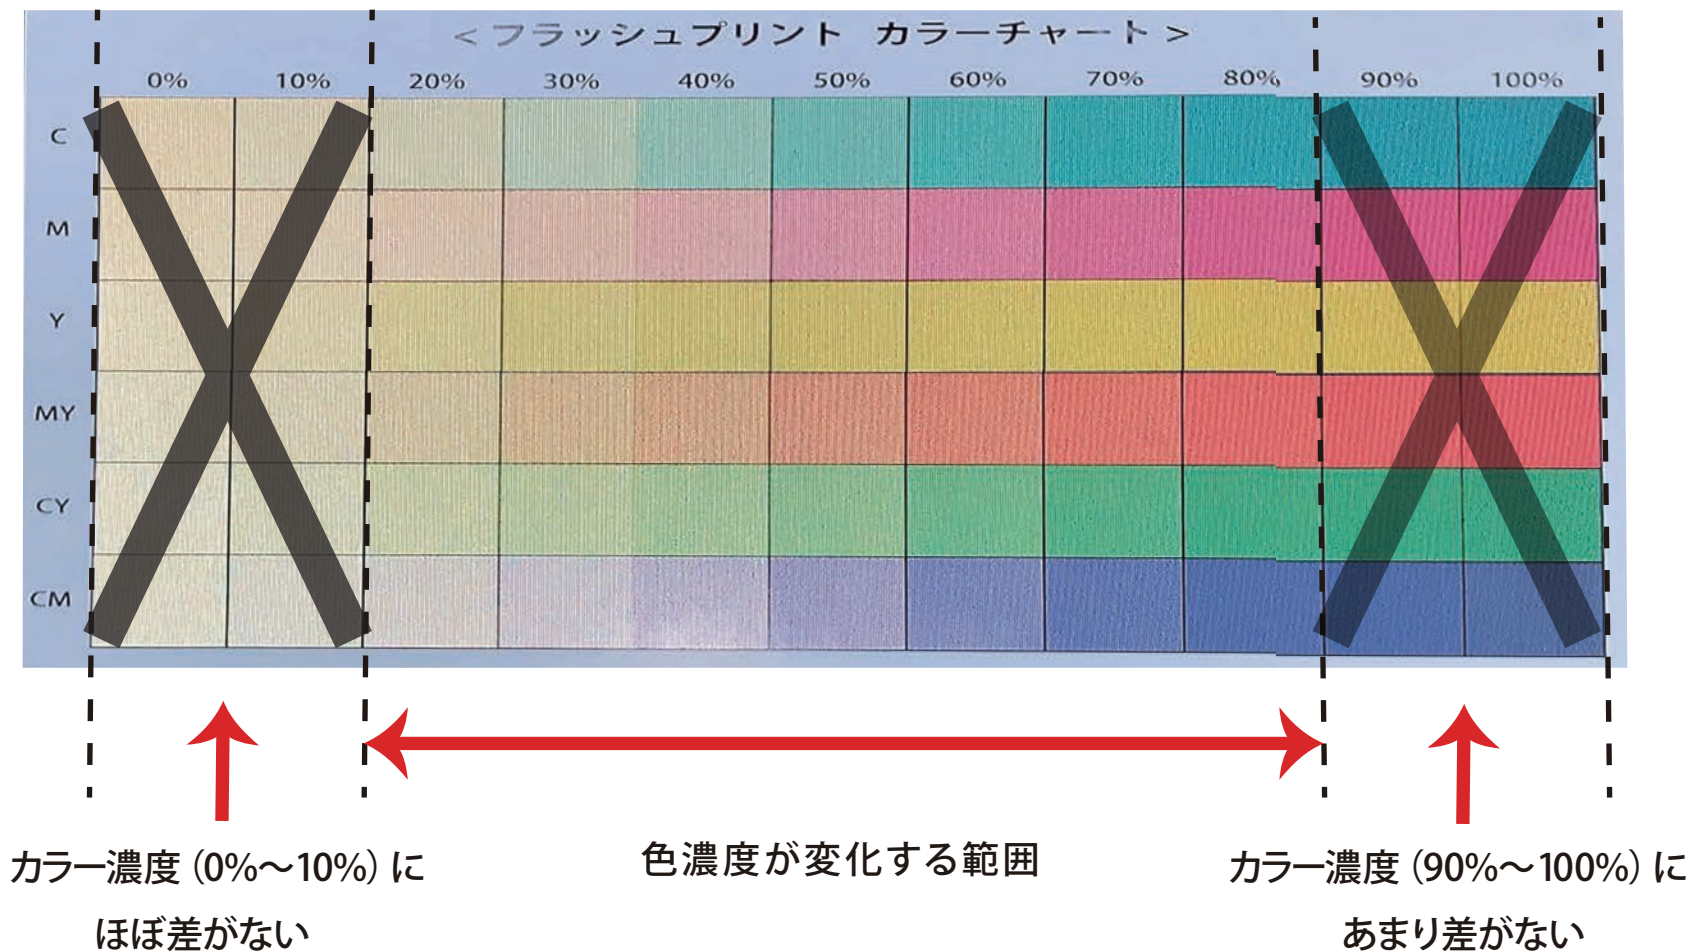 ＜フラッシュプリント カラーチャート＞
0% 10% 20% 30% 40% 50% 60% 70% 80% 90% 100%
C
M
Y
MY
CY
CM
カラー濃度（0%～10%）に
ほぼ差がない
色濃度が変化する範囲
カラー濃度（90%～100%）に
あまり差がない